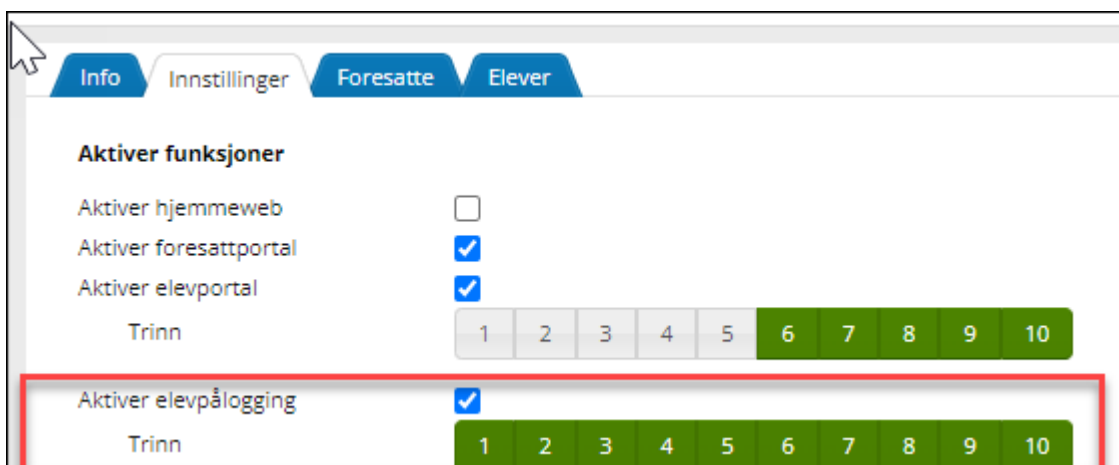 Info Innstillinger Foresatte Elever
Aktiver funksjoner
Aktiver hjemmeweb
Aktiver foresattportal
Aktiver elevportal
Trinn 1 2 3 4 5 6 7 8 9 10
Aktiver elevpålogging
Trinn 1 2 3 4 5 6 7 8 9 10